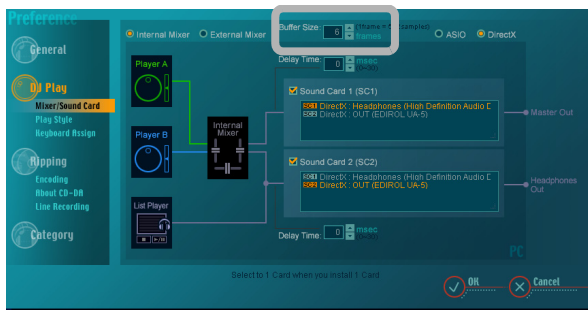 Preference
General
DJ Play
Mixer/Sound Card
Play Style
Keyboard Assign
Ripping
Encoding
About CD-DA
Line Recording
Category
Internal Mixer
External Mixer
Buffer Size: 6 frames
ASIO
DirectX
Player A
Player B
List Player
Internal
Mixer
Delay Time: 0 msec
Sound Card 1 (SC1)
DirectX : Headphones (High Definition Audio D
DirectX : OUT (EDIROL UA-5)
Master Out
Sound Card 2 (SC2)
DirectX : Headphones (High Definition Audio D
DirectX : OUT (EDIROL UA-5)
Headphones
Out
Delay Time: 0 msec
PC
Select to 1 Card when you install 1 Card
OK
Cancel